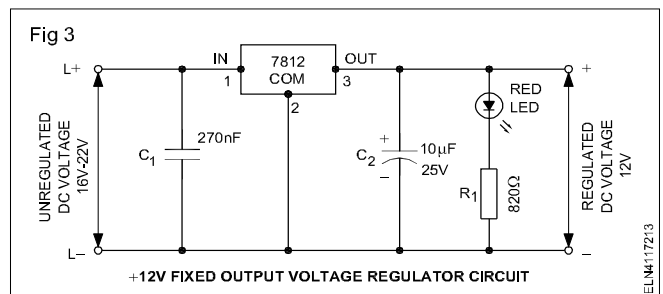 Fig 3
L+
IN
1
7812
COM
2
OUT
3
+
RED
LED
UNREGULATED
DC VOLTAGE
16V-22V
270nF
C1
+
C2
10µF
25V
–
R1
820Ω
REGULATED
DC VOLTAGE
12V
L–
–
+12V FIXED OUTPUT VOLTAGE REGULATOR CIRCUIT
ELN4117213